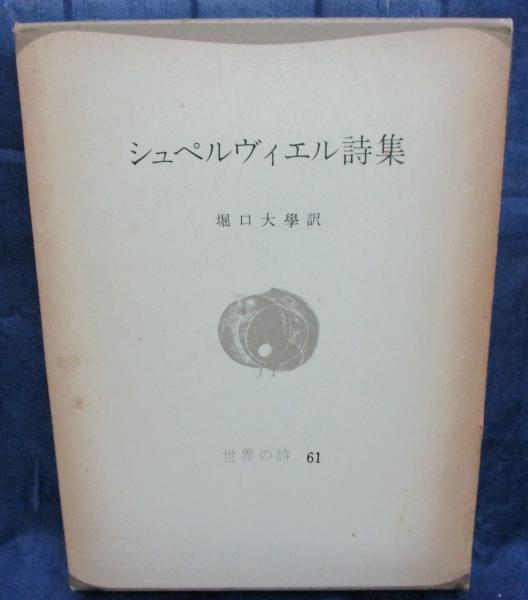 シュペルヴィエル詩集
堀口大學訳
世界の詩 61